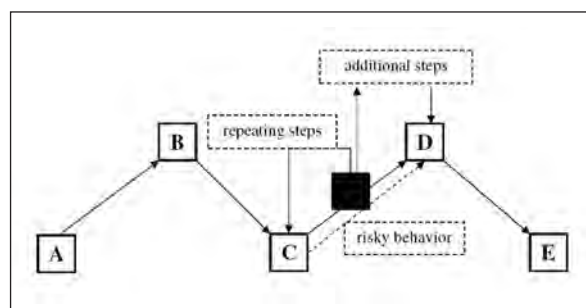 additional steps
repeating steps
B
D
A
C
risky behavior
E